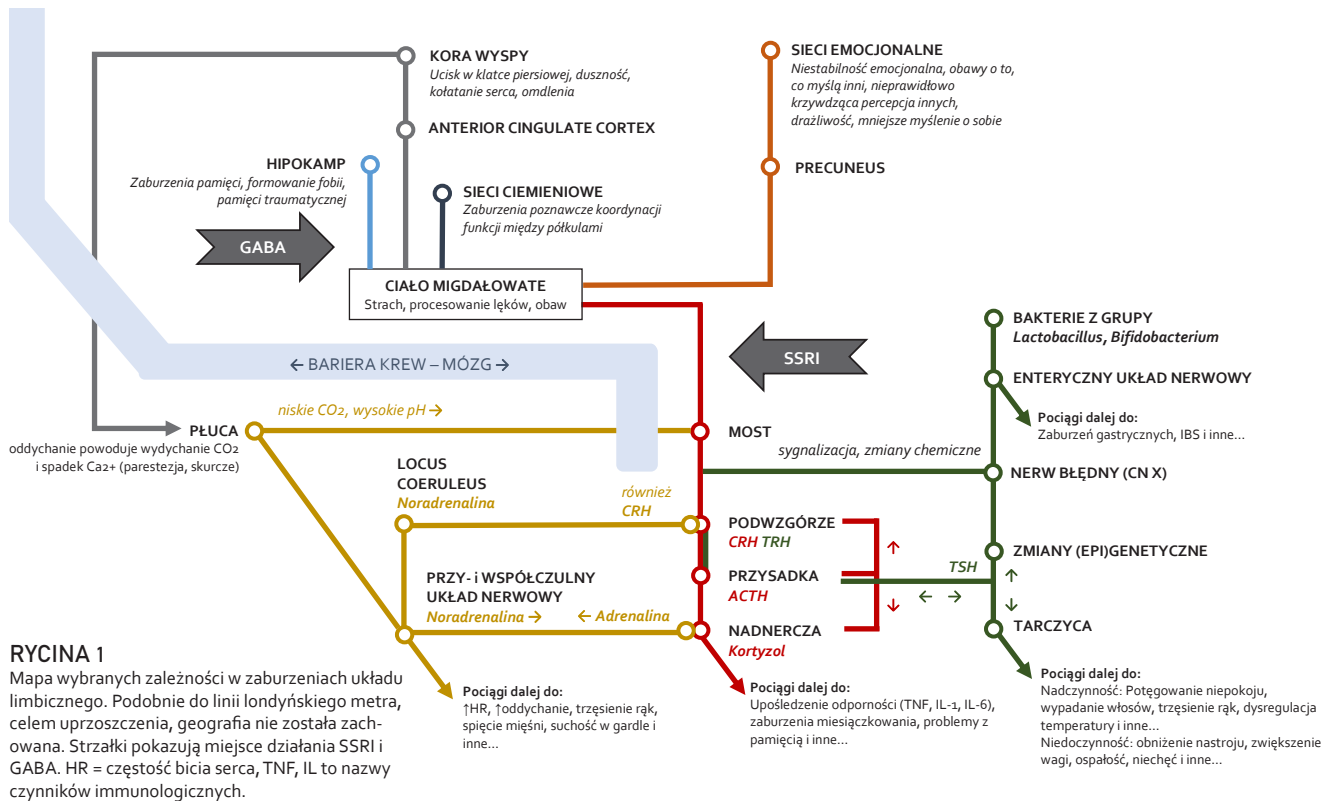 KORA WYSPY
Ucisk w klatce piersiowej, duszność,
kołatanie serca, omdlenia
ANTERIOR CINGULATE CORTEX
HIPOKAMP
Zaburzenia pamięci, formowanie fobii,
pamięci traumatycznej
SIECI CIEMIENIOWE
Zaburzenia poznawcze koordynacji
funkcji między półkulami
GABA
SIECI EMOCJONALNE
Niestabilność emocjonalna, obawy o to,
co myślą inni, nieprawidłowo
krzywdząca percepcja innych,
drażliwość, mniejsze myślenie o sobie
PRECUNEUS
CIAŁO MIGDAŁOWATE
Strach, procesowanie lęków, obaw
SSRI
← BARIERA KREW – MÓZG →
BAKTERIE Z GRUPY
Lactobacillus, Bifidobacterium
ENTERYCZNY UKŁAD NERWOWY
Pociągi dalej do:
Zaburzeń gastrycznych, IBS i inne...
niskie CO2, wysokie pH →
PŁUCA
oddychanie powoduje wydychanie CO2
i spadek Ca2+ (parestezja, skurcze)
MOST
sygnalizacja, zmiany chemiczne
NERW BŁĘDNY (CN X)
LOCUS
COERULEUS
Noradrenalina
również
CRH
PODWZGÓRZE
CRH TRH
↑
ZMIANY (EPI)GENETYCZNE
PRZYSADKA
ACTH
TSH
← →
↑
↓
↓
PRZY- i WSPÓŁCZULNY
UKŁAD NERWOWY
Noradrenalina →
← Adrenalina
NADNERCZA
Kortyzol
TARCZYCA
Pociągi dalej do:
↑HR, ↑oddychanie, trzęsienie rąk,
spięcie mięśni, suchość w gardle i
inne...
Pociągi dalej do:
Upośledzenie odporności (TNF, IL-1, IL-6),
zaburzenia miesiączkowania, problemy z
pamięcią i inne...
Pociągi dalej do:
Nadczynność: Potęgowanie niepokoju,
wypadanie włosów, trzęsienie rąk, dysregulacja
temperatury i inne...
Niedoczynność: obniżenie nastroju, zwiększenie
wagi, ospałość, niechęć i inne...
RYCINA 1
Mapa wybranych zależności w zaburzeniach układu
limbicznego. Podobnie do linii londyńskiego metra,
celem uprzoszczenia, geografia nie została zach-
owana. Strzałki pokazują miejsce działania SSRI i
GABA. HR = częstość bicia serca, TNF, IL to nazwy
czynników immunologicznych.